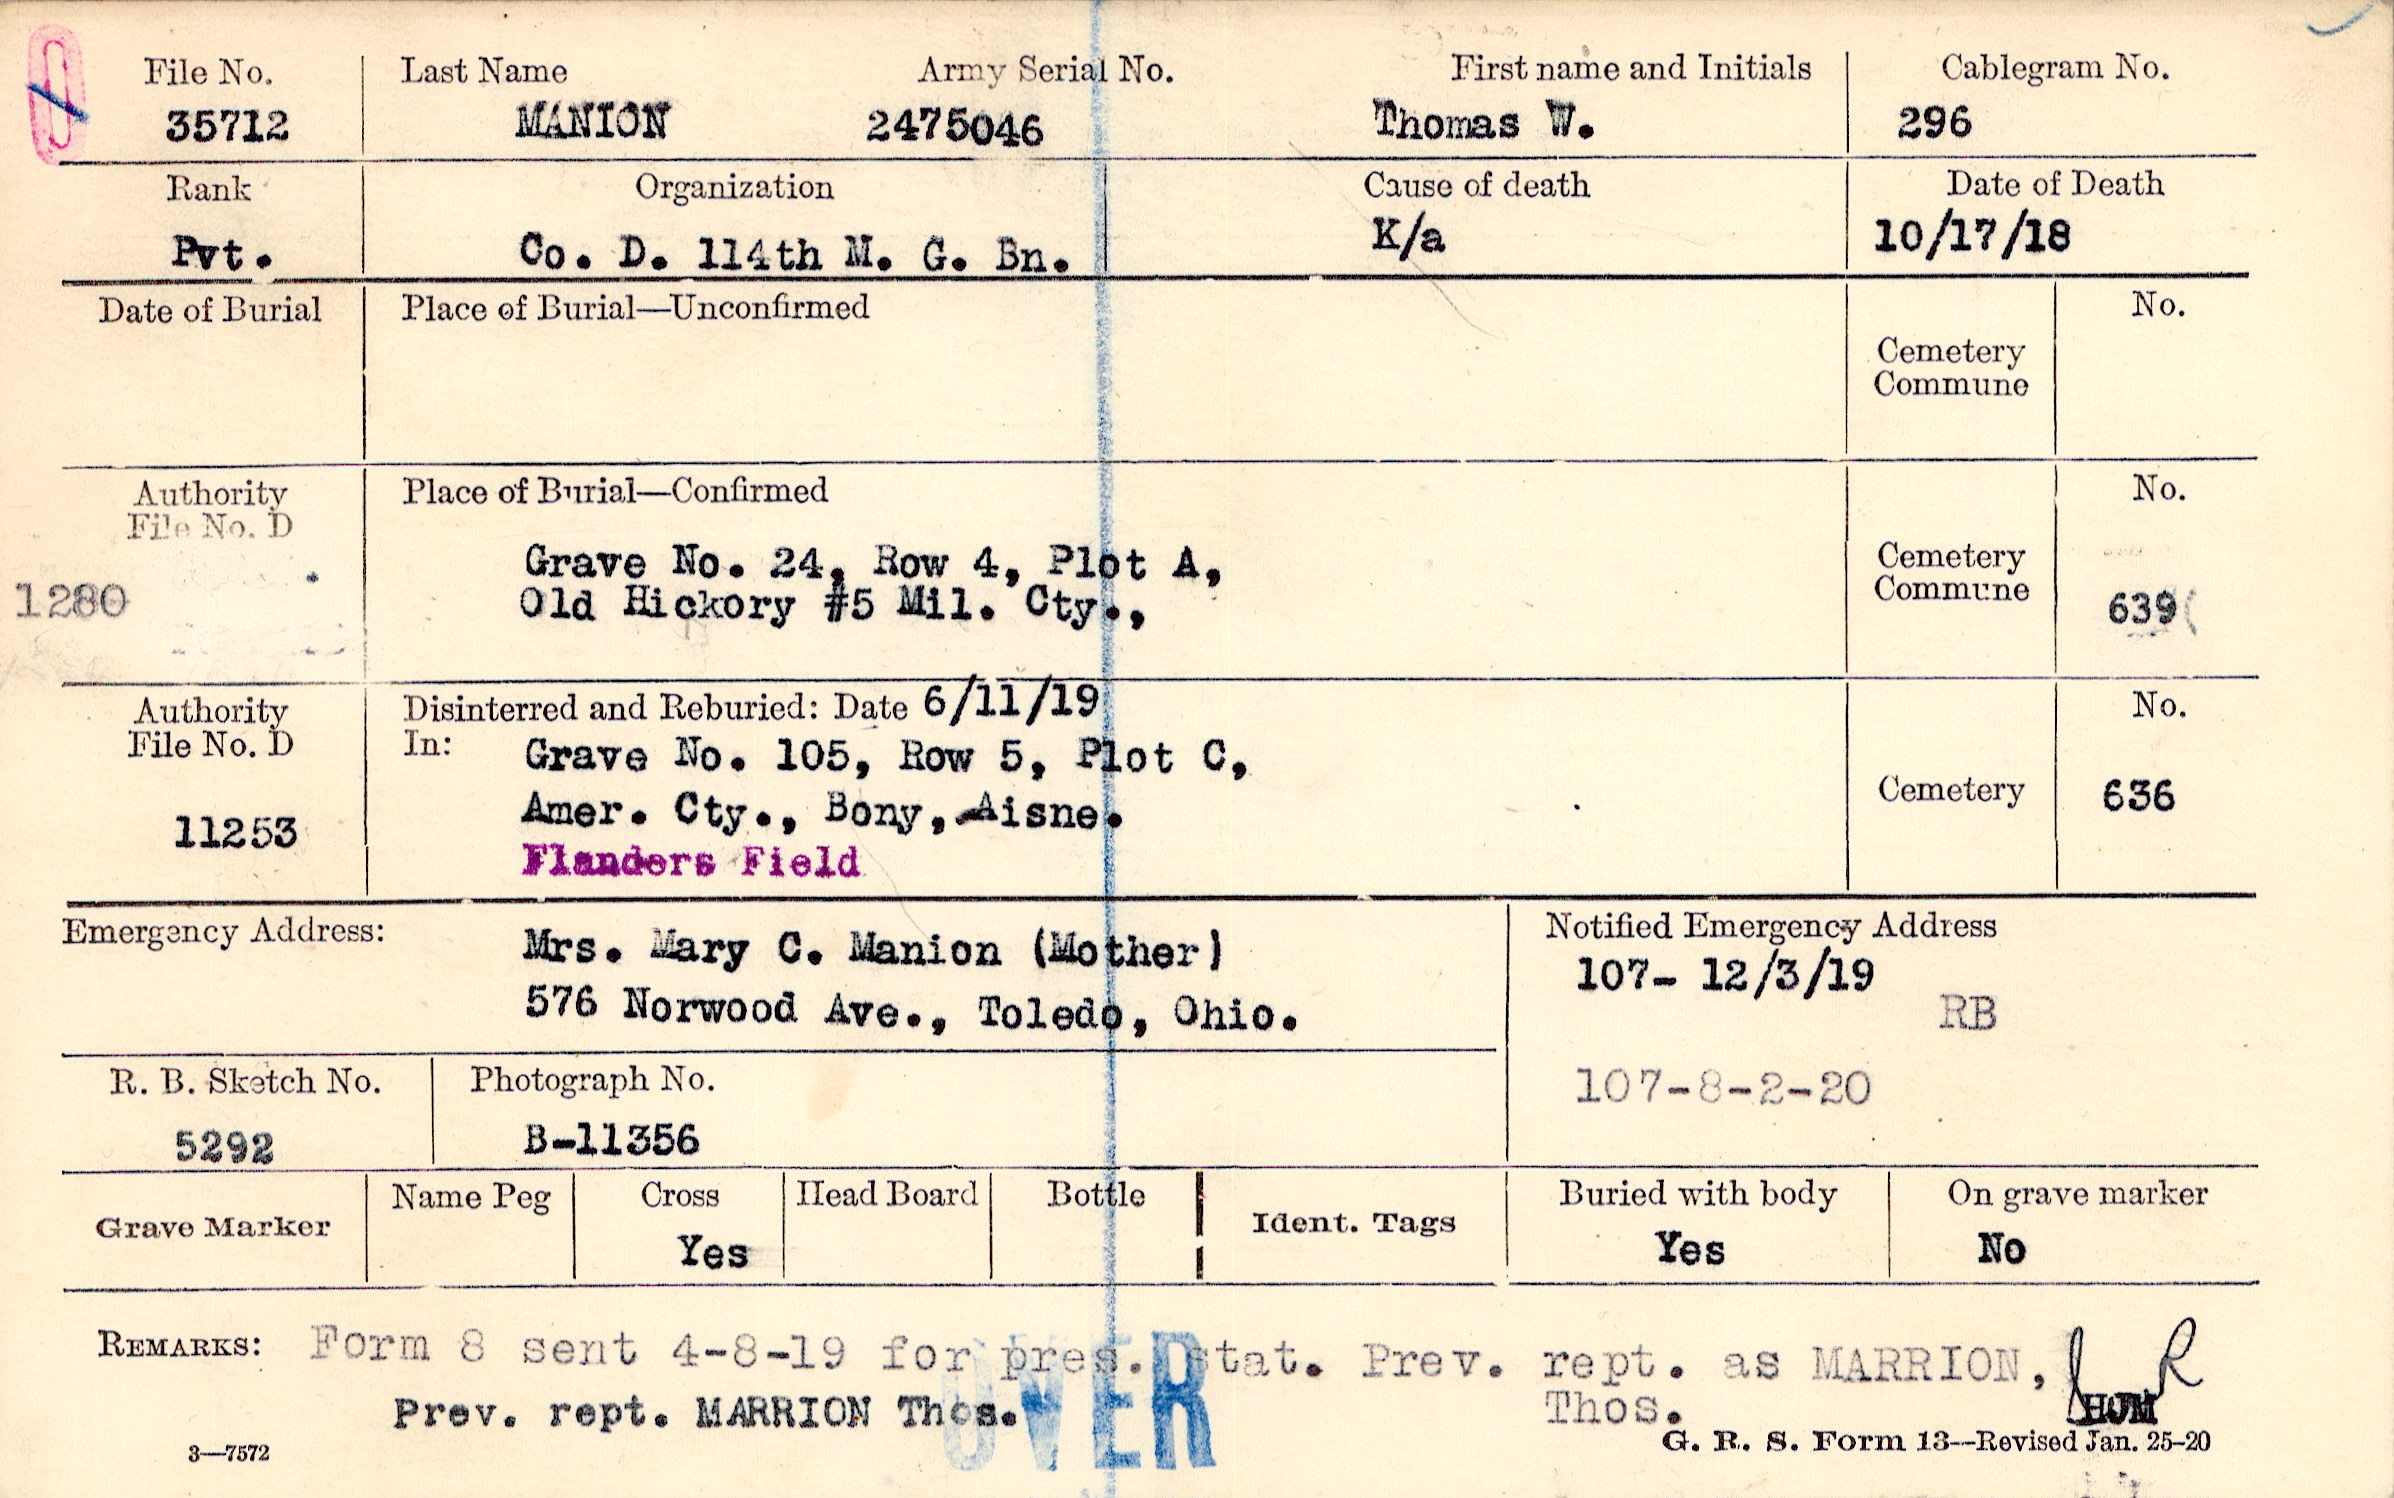 File No. Last Name Army Serial No. First name and Initials Cablegram No.
35712 MANION 2475046 Thomas W. 296
Rank Organization Cause of death Date of Death
Pvt. Co. D. 114th M. G. Bn. K/a 10/17/18
Date of Burial Place of Burial—Unconfirmed No.
Cemetery
Commune
Authority Place of Burial—Confirmed No.
File No. D
1280
Grave No. 24, Row 4, Plot A,
Old Hickory #5 Mil. Cty.,
Cemetery
Commune
639
Authority Disinterred and Reburied: Date 6/11/19 No.
File No. D In: Grave No. 105, Row 5, Plot C,
11253 Amer. Cty., Bony, Aisne. Cemetery 636
Flanders Field
Emergency Address: Mrs. Mary C. Manion (Mother)
576 Norwood Ave., Toledo, Ohio.
Notified Emergency Address
107- 12/3/19
RB
107-8-2-20
R. B. Sketch No. Photograph No.
5292 B-11356
Grave Marker Name Peg Cross Head Board Bottle Ident. Tags Buried with body On grave marker
Yes Yes No
REMARKS: Form 8 sent 4-8-19 for pres. stat. Prev. rept. as MARRION,
Thos.
Prev. rept. MARRION Thos.
OVER
HJM
3—7572 G. R. S. Form 13—Revised Jan. 25-20